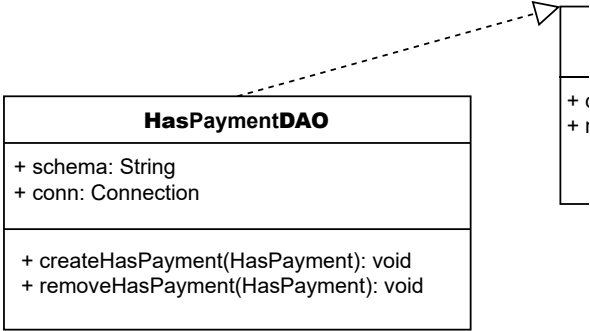 HasPaymentDAO
+ schema: String
+ conn: Connection
+ createHasPayment(HasPayment): void
+ removeHasPayment(HasPayment): void
+
+